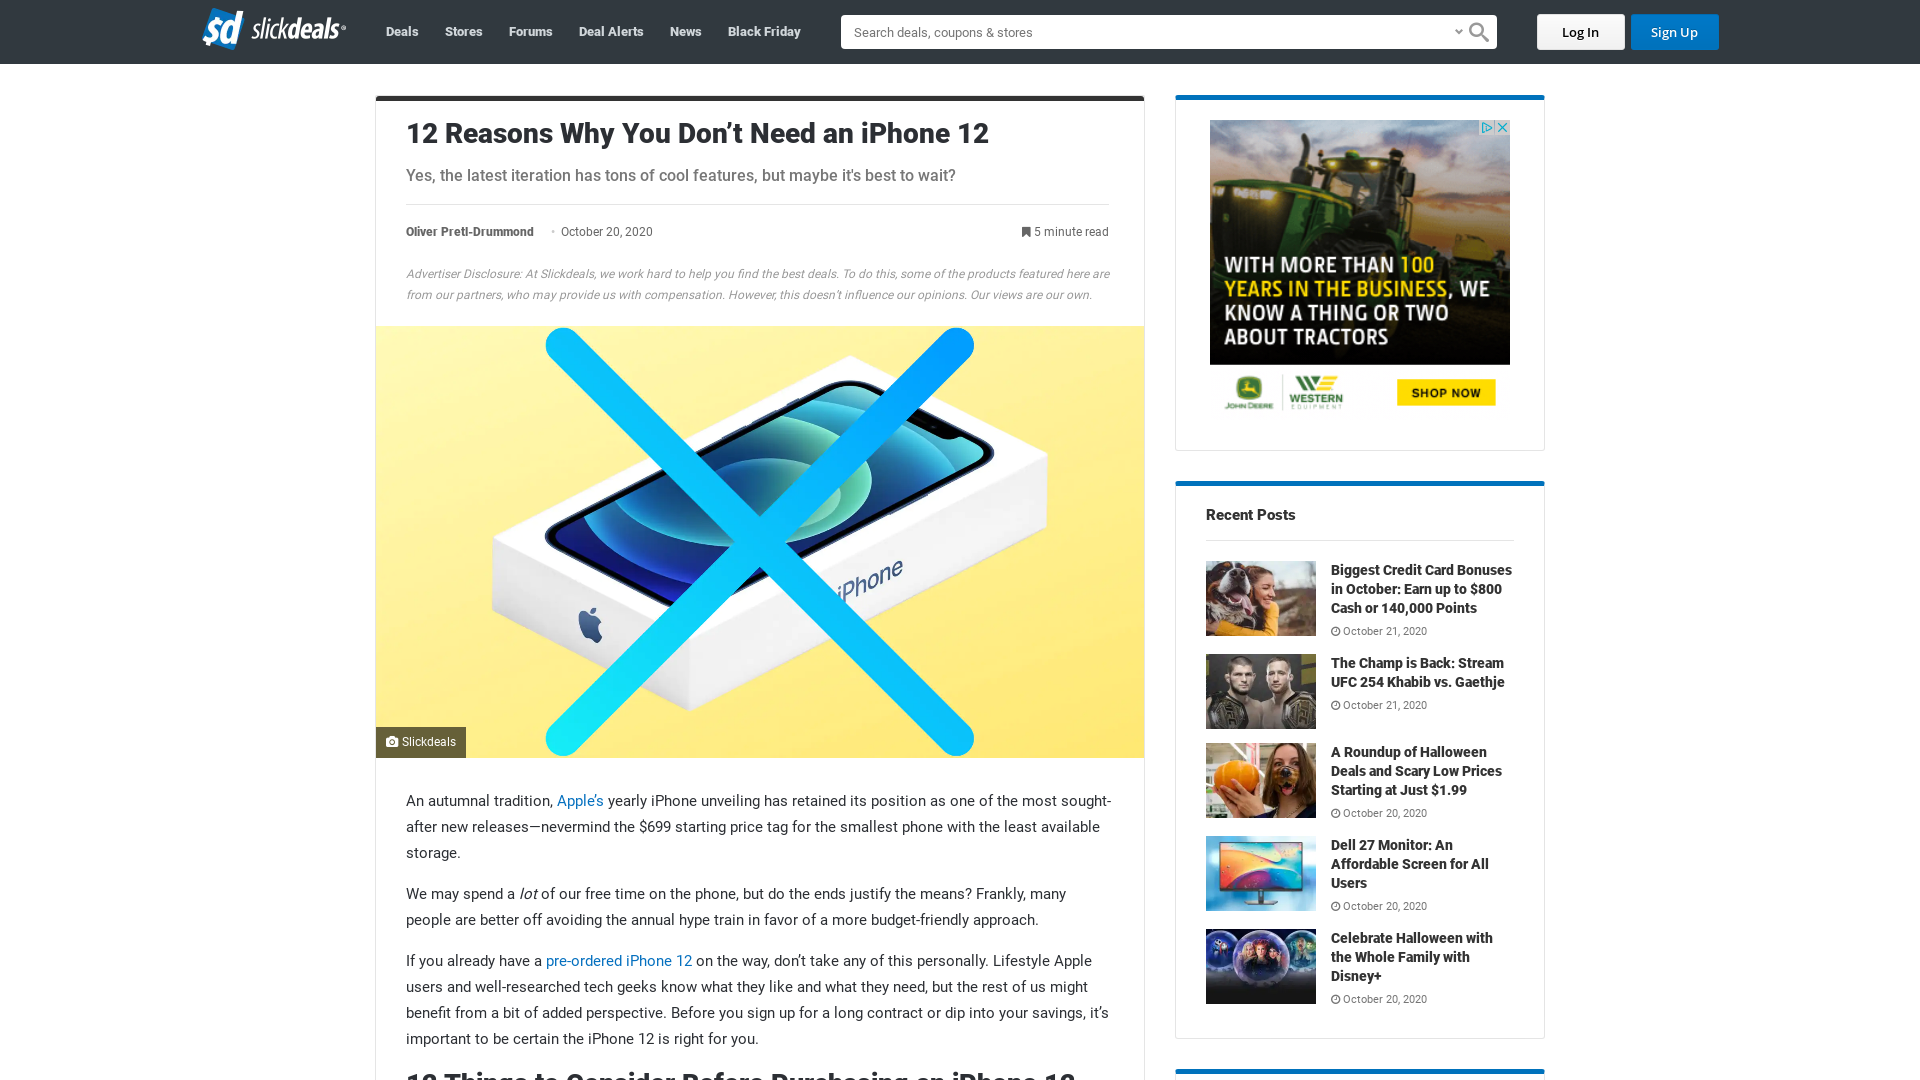 sd slickdeals
Deals Stores Forums Deal Alerts News Black Friday
Search deals, coupons & stores
Log In Sign Up
12 Reasons Why You Don’t Need an iPhone 12
Yes, the latest iteration has tons of cool features, but maybe it's best to wait?
Oliver Pretl-Drummond • October 20, 2020
5 minute read
Advertiser Disclosure: At Slickdeals, we work hard to help you find the best deals. To do this, some of the products featured here are
from our partners, who may provide us with compensation. However, this doesn’t influence our opinions. Our views are our own.
iPhone
Slickdeals
An autumnal tradition, Apple’s yearly iPhone unveiling has retained its position as one of the most sought-
after new releases—nevermind the $699 starting price tag for the smallest phone with the least available
storage.
We may spend a lot of our free time on the phone, but do the ends justify the means? Frankly, many
people are better off avoiding the annual hype train in favor of a more budget-friendly approach.
If you already have a pre-ordered iPhone 12 on the way, don’t take any of this personally. Lifestyle Apple
users and well-researched tech geeks know what they like and what they need, but the rest of us might
benefit from a bit of added perspective. Before you sign up for a long contract or dip into your savings, it’s
important to be certain the iPhone 12 is right for you.
12 Things to Consider Before Purchasing an iPhone 12
WITH MORE THAN 100
YEARS IN THE BUSINESS, WE
KNOW A THING OR TWO
ABOUT TRACTORS
JOHN DEERE
WESTERN
EQUIPMENT
SHOP NOW
Recent Posts
Biggest Credit Card Bonuses
in October: Earn up to $800
Cash or 140,000 Points
October 21, 2020
The Champ is Back: Stream
UFC 254 Khabib vs. Gaethje
October 21, 2020
A Roundup of Halloween
Deals and Scary Low Prices
Starting at Just $1.99
October 20, 2020
Dell 27 Monitor: An
Affordable Screen for All
Users
October 20, 2020
Celebrate Halloween with
the Whole Family with
Disney+
October 20, 2020